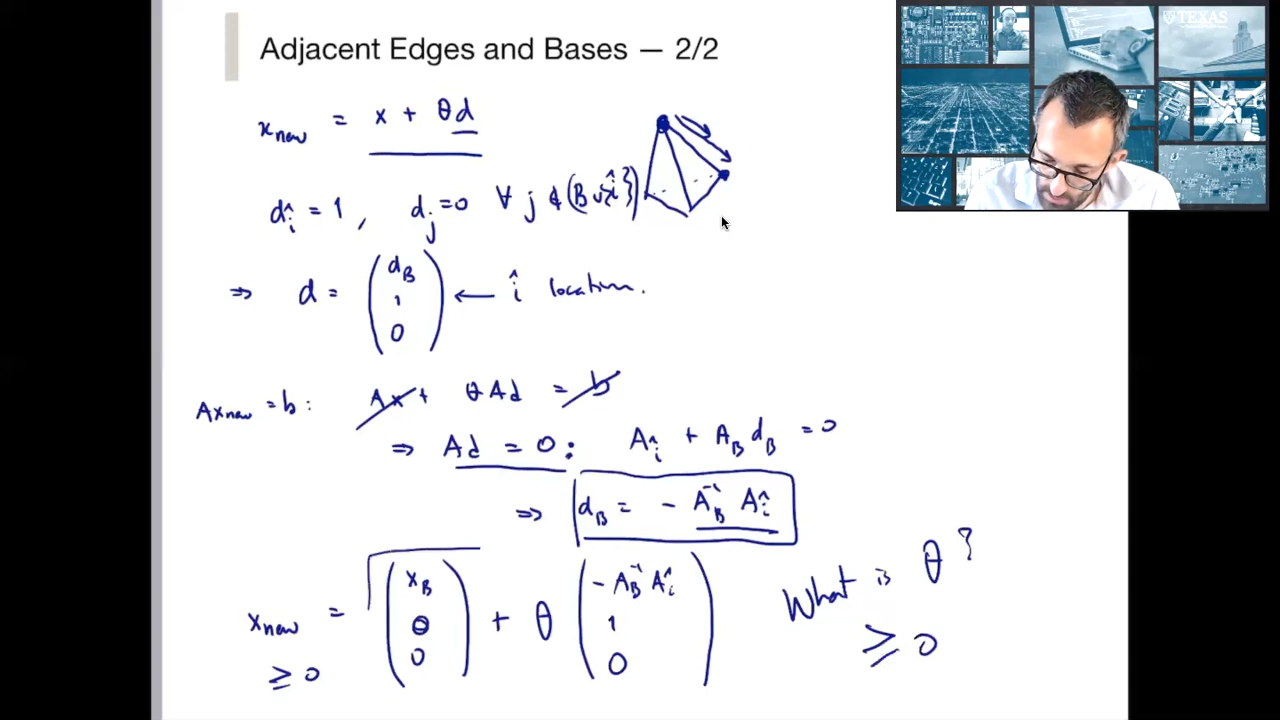 Adjacent Edges and Bases — 2/2
TEXAS
x_new = x + θd
d_î = 1, d_j = 0 ∀ j ∉ (B ∪ {î})
⇒ d = (d_B 1 0) ← î location.
Ax_new = b: Ax + θAd = b
⇒ Ad = 0: A_î + A_B d_B = 0
⇒ d_B = - A_B^-1 A_î
x_new = (x_B 0 0) + θ (-A_B^-1 A_î 1 0)
≥ 0
What is θ?
≥ 0